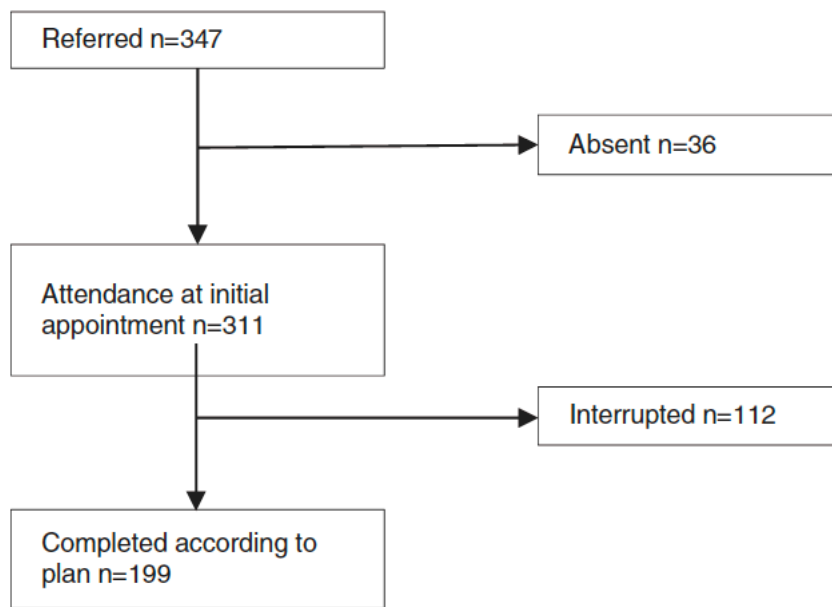 Referred n=347
Absent n=36
Attendance at initial
appointment n=311
Interrupted n=112
Completed according to
plan n=199